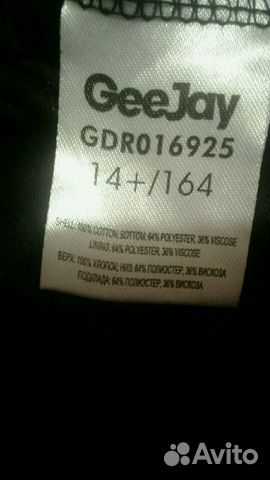 GeeJay
GDR016925
14+/164
SHELL: 100% COTTON, BOTTOM: 64% POLYESTER, 36% VISCOSE
LINING: 64% POLYESTER, 36% VISCOSE
ВЕРХ: 100% ХЛОПОК, НИЗ: 64% ПОЛИЭСТЕР, 36% ВИСКОЗА
ПОДКЛАДА: 64% ПОЛИЭСТЕР, 36% ВИСКОЗА
Avito